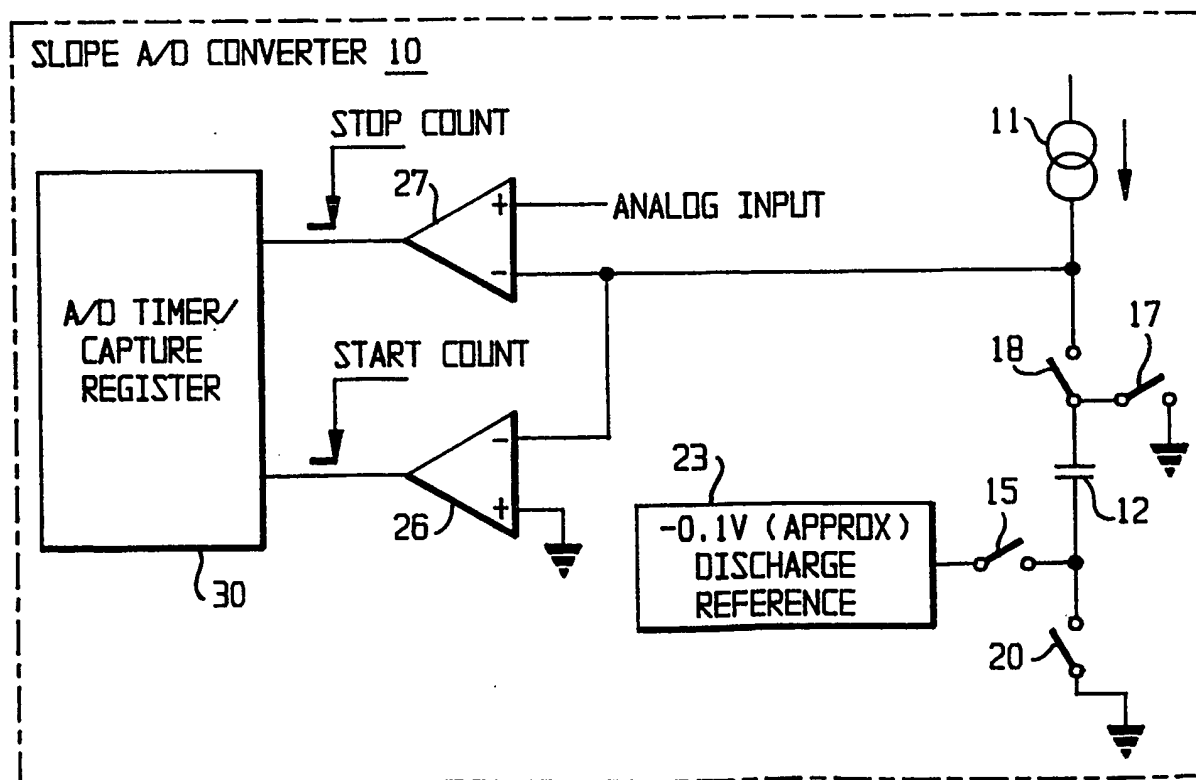 SLOPE A/D CONVERTER 10
STOP COUNT
11
27
+
ANALOG INPUT
-
A/D TIMER/
CAPTURE
REGISTER
START COUNT
18
17
-
+
26
23
-0.1V (APPROX)
DISCHARGE
REFERENCE
15
12
30
20